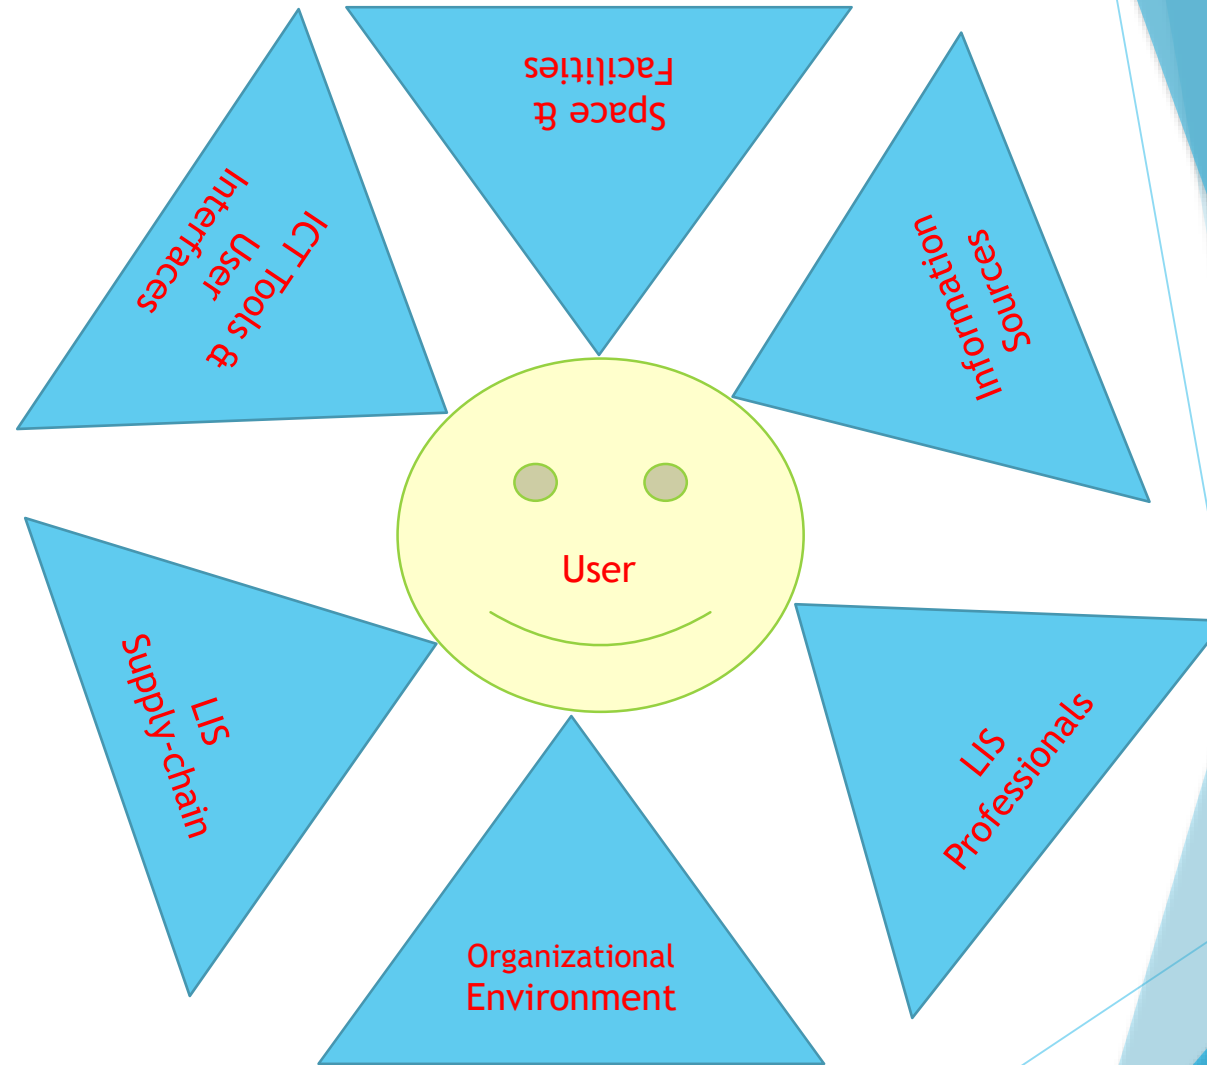 Space &
Facilities
ICT Tools &
User
Interfaces
Information
Sources
User
LIS
Supply-chain
LIS
Professionals
Organizational
Environment